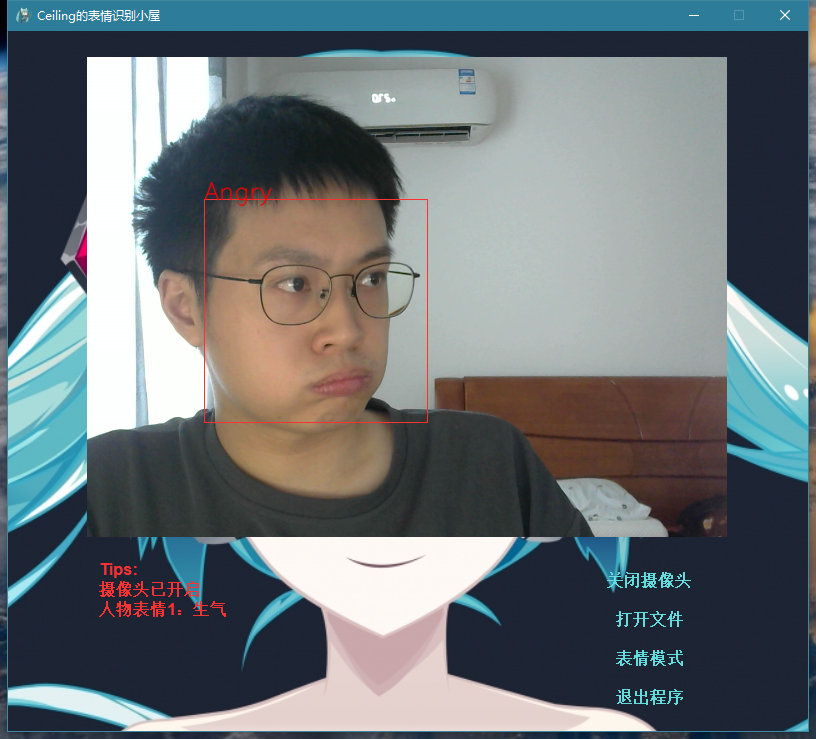 Ceiling的表情识别小屋
Angry
Tips:
摄像头已开启
人物表情1：生气
关闭摄像头
打开文件
表情模式
退出程序